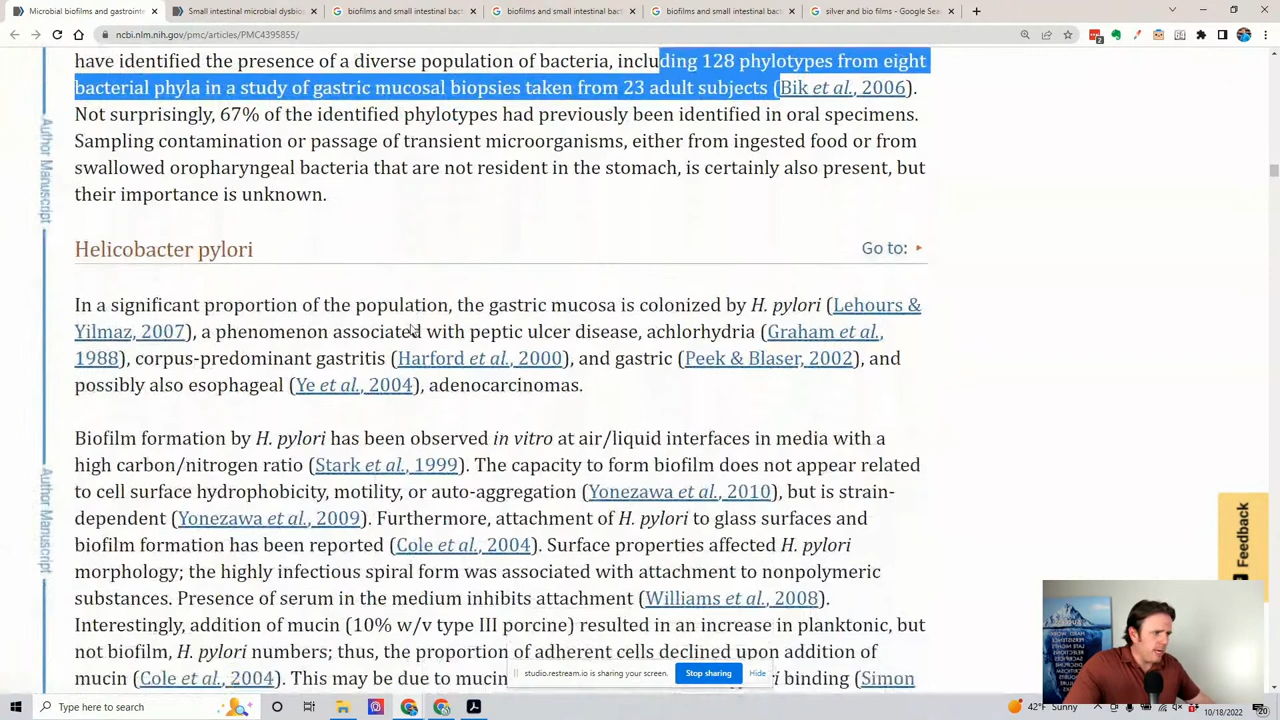 Microbial biofilms and gastrointe
Small intestinal microbial dysbio
biofilms and small intestinal bact
biofilms and small intestinal bac
biofilms and small intestinal bac
silver and bio films - Google Sea
ncbi.nlm.nih.gov/pmc/articles/PMC4395855/
have identified the presence of a diverse population of bacteria, including 128 phylotypes from eight
bacterial phyla in a study of gastric mucosal biopsies taken from 23 adult subjects (Bik et al., 2006).
Not surprisingly, 67% of the identified phylotypes had previously been identified in oral specimens.
Sampling contamination or passage of transient microorganisms, either from ingested food or from
swallowed oropharyngeal bacteria that are not resident in the stomach, is certainly also present, but
their importance is unknown.
Author Manuscript
Helicobacter pylori
Go to:
In a significant proportion of the population, the gastric mucosa is colonized by H. pylori (Lehours &
Yilmaz, 2007), a phenomenon associated with peptic ulcer disease, achlorhydria (Graham et al.,
1988), corpus-predominant gastritis (Harford et al., 2000), and gastric (Peek & Blaser, 2002), and
possibly also esophageal (Ye et al., 2004), adenocarcinomas.
Biofilm formation by H. pylori has been observed in vitro at air/liquid interfaces in media with a
high carbon/nitrogen ratio (Stark et al., 1999). The capacity to form biofilm does not appear related
to cell surface hydrophobicity, motility, or auto-aggregation (Yonezawa et al., 2010), but is strain-
dependent (Yonezawa et al., 2009). Furthermore, attachment of H. pylori to glass surfaces and
biofilm formation has been reported (Cole et al., 2004). Surface properties affected H. pylori
morphology; the highly infectious spiral form was associated with attachment to nonpolymeric
substances. Presence of serum in the medium inhibits attachment (Williams et al., 2008).
Interestingly, addition of mucin (10% w/v type III porcine) resulted in an increase in planktonic, but
not biofilm, H. pylori numbers; thus the proportion of adherent cells declined upon addition of
mucin (Cole et al., 2004). This may be due to mucin
ri binding (Simon
Author Manuscript
Feedback
studio.restream.io is sharing your screen.
Stop sharing
Hide
Type here to search
42°F Sunny
10/18/2022
20